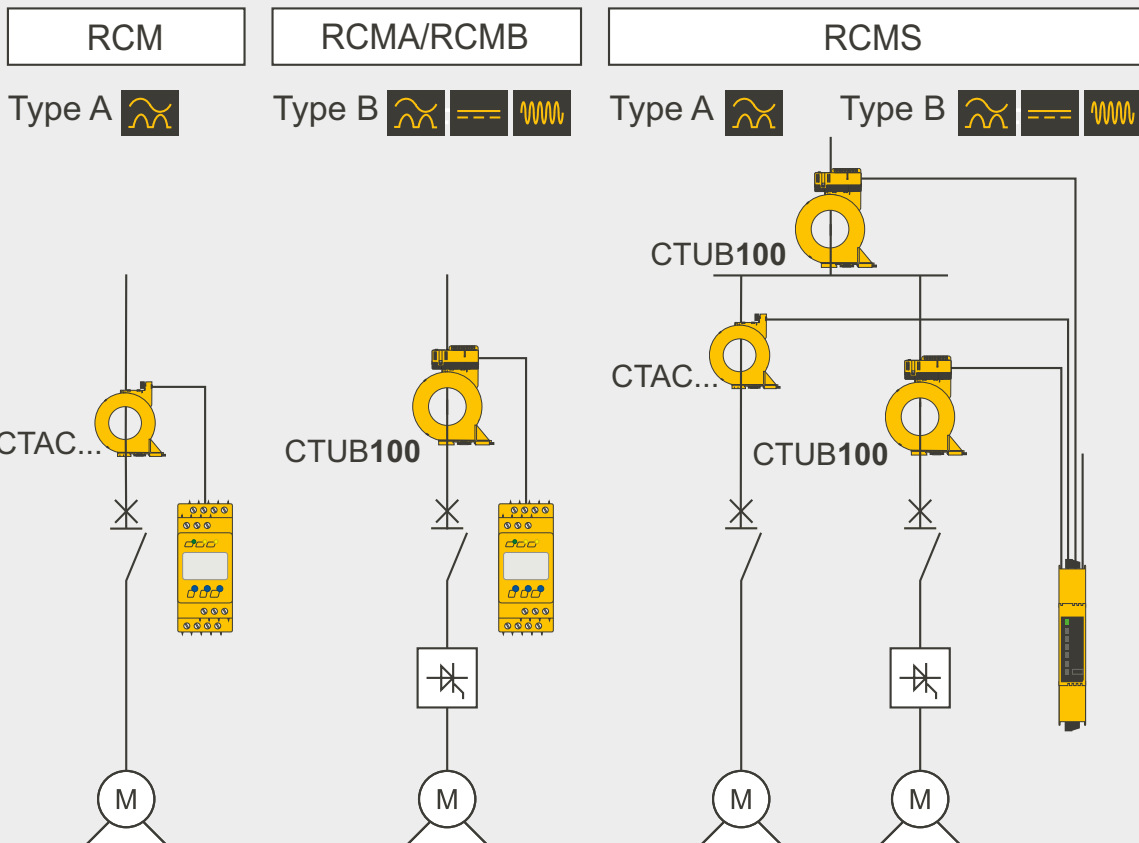 RCM
RCMA/RCMB
RCMS
Type A
Type B
Type A
Type B
CTUB100
CTAC...
CTAC...
CTUB100
CTUB100
M
M
M
M